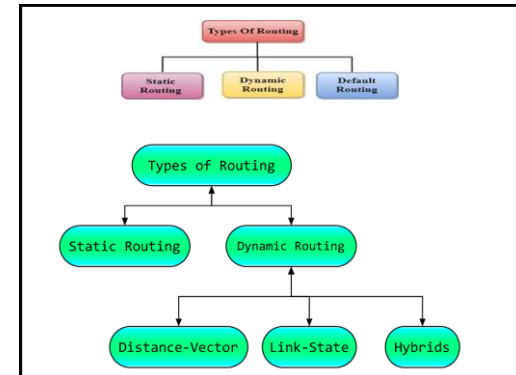 Types Of Routing
Static Dynamic Default
Routing Routing Routing
Types of Routing
Static Routing Dynamic Routing
Distance-Vector Link-State Hybrids